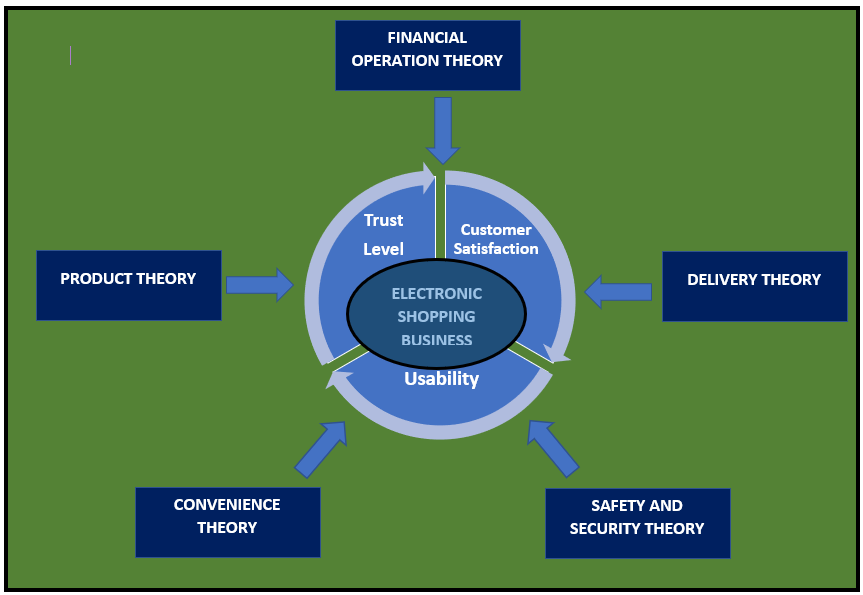 FINANCIAL
OPERATION THEORY
Trust
Level
Customer
Satisfaction
PRODUCT THEORY
DELIVERY THEORY
ELECTRONIC
SHOPPING
BUSINESS
Usability
CONVENIENCE
THEORY
SAFETY AND
SECURITY THEORY